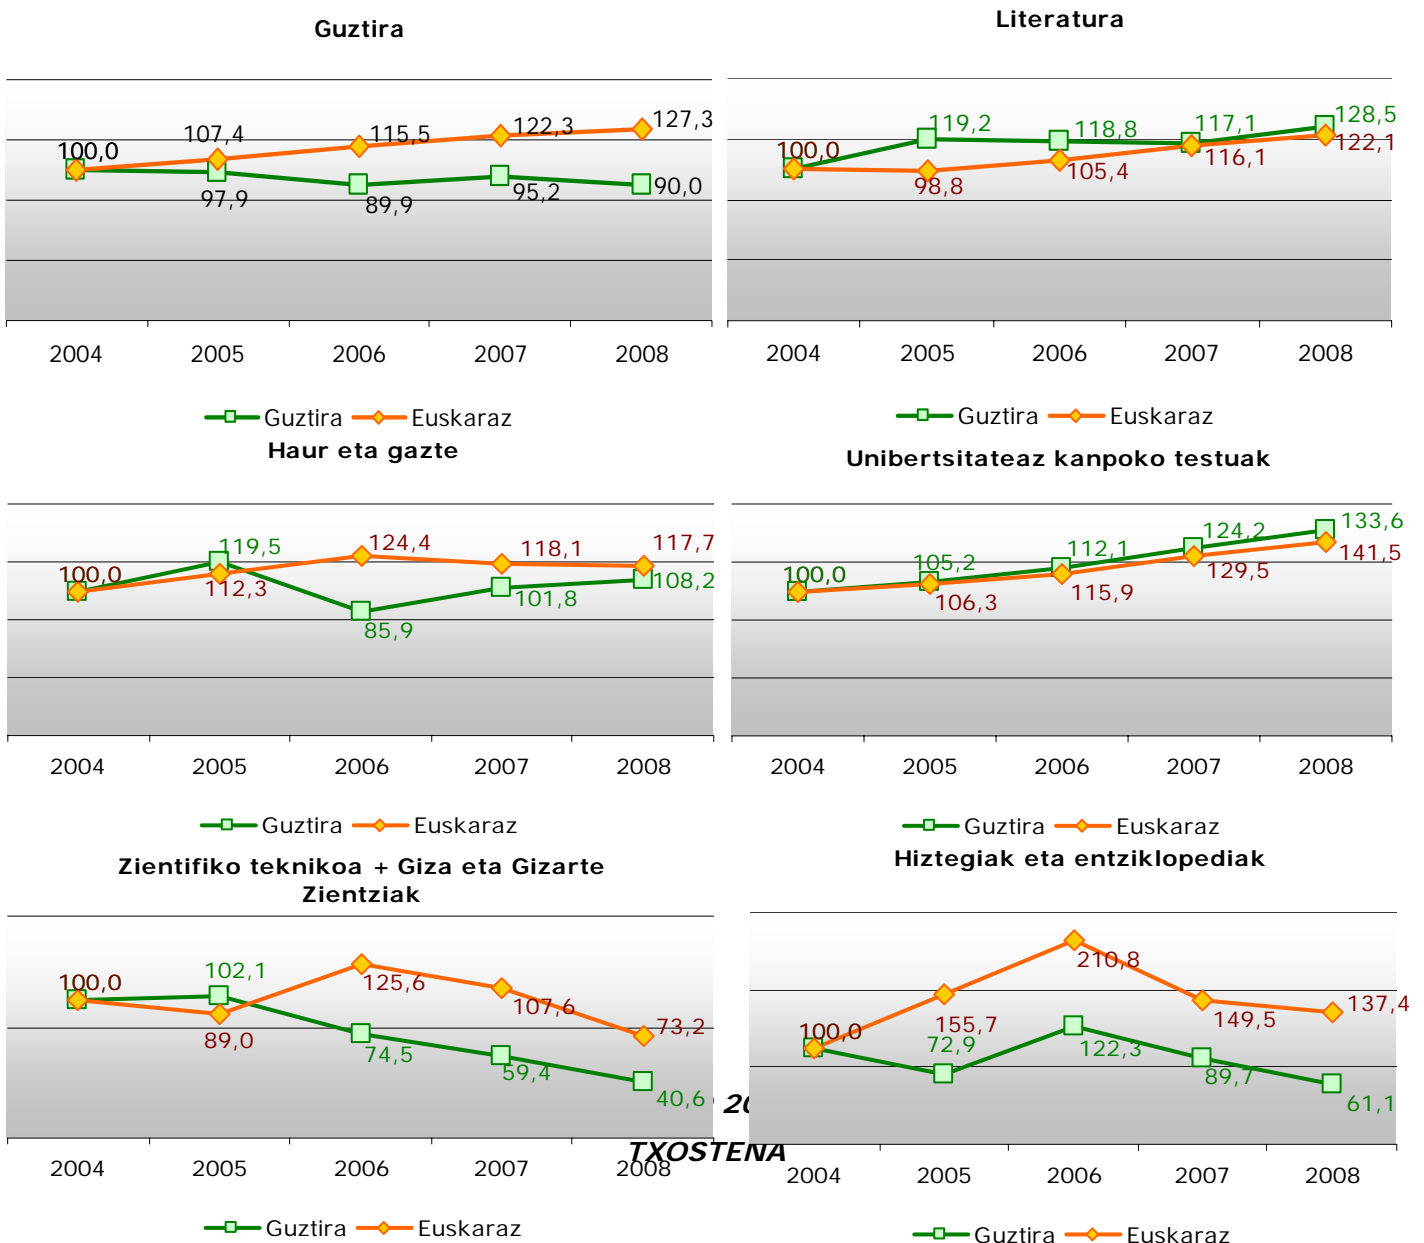 Guztira
100,0
107,4
115,5
122,3
127,3
97,9
89,9
95,2
90,0
2004 2005 2006 2007 2008
Guztira Euskaraz
Literatura
100,0
119,2
118,8
117,1
128,5
98,8
105,4
116,1
122,1
2004 2005 2006 2007 2008
Guztira Euskaraz
Haur eta gazte
100,0
119,5
124,4
118,1
117,7
112,3
85,9
101,8
108,2
2004 2005 2006 2007 2008
Guztira Euskaraz
Unibertsitateaz kanpoko testuak
100,0
105,2
112,1
124,2
133,6
106,3
115,9
129,5
141,5
2004 2005 2006 2007 2008
Guztira Euskaraz
Zientifiko teknikoa + Giza eta Gizarte
Zientziak
100,0
102,1
125,6
107,6
73,2
89,0
74,5
59,4
40,6
2004 2005 2006 2007 2008
Guztira Euskaraz
Hiztegiak eta entziklopediak
100,0
155,7
210,8
149,5
137,4
72,9
122,3
89,7
61,1
2004 2005 2006 2007 2008
Guztira Euskaraz
TXOSTENA